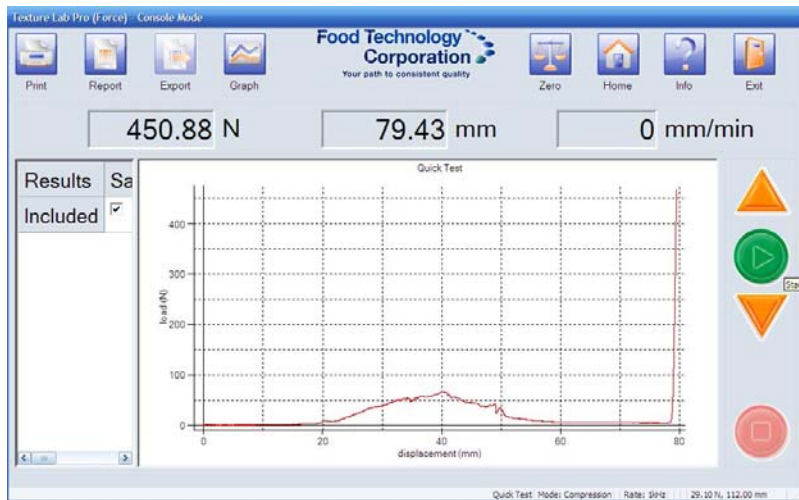 Texture Lab Pro (Force) - Console Mode
Food Technology
Corporation
Your path to consistent quality
Print Report Export Graph Zero Home Info Exit
450.88 N 79.43 mm 0 mm/min
Results Sa
Included
Quick Test
400
300
200
100
0
load (N)
0 20 40 60 80
displacement (mm)
Sta
Quick Test Mode: Compression Rate: 1kHz 29.10 N, 112.00 mm